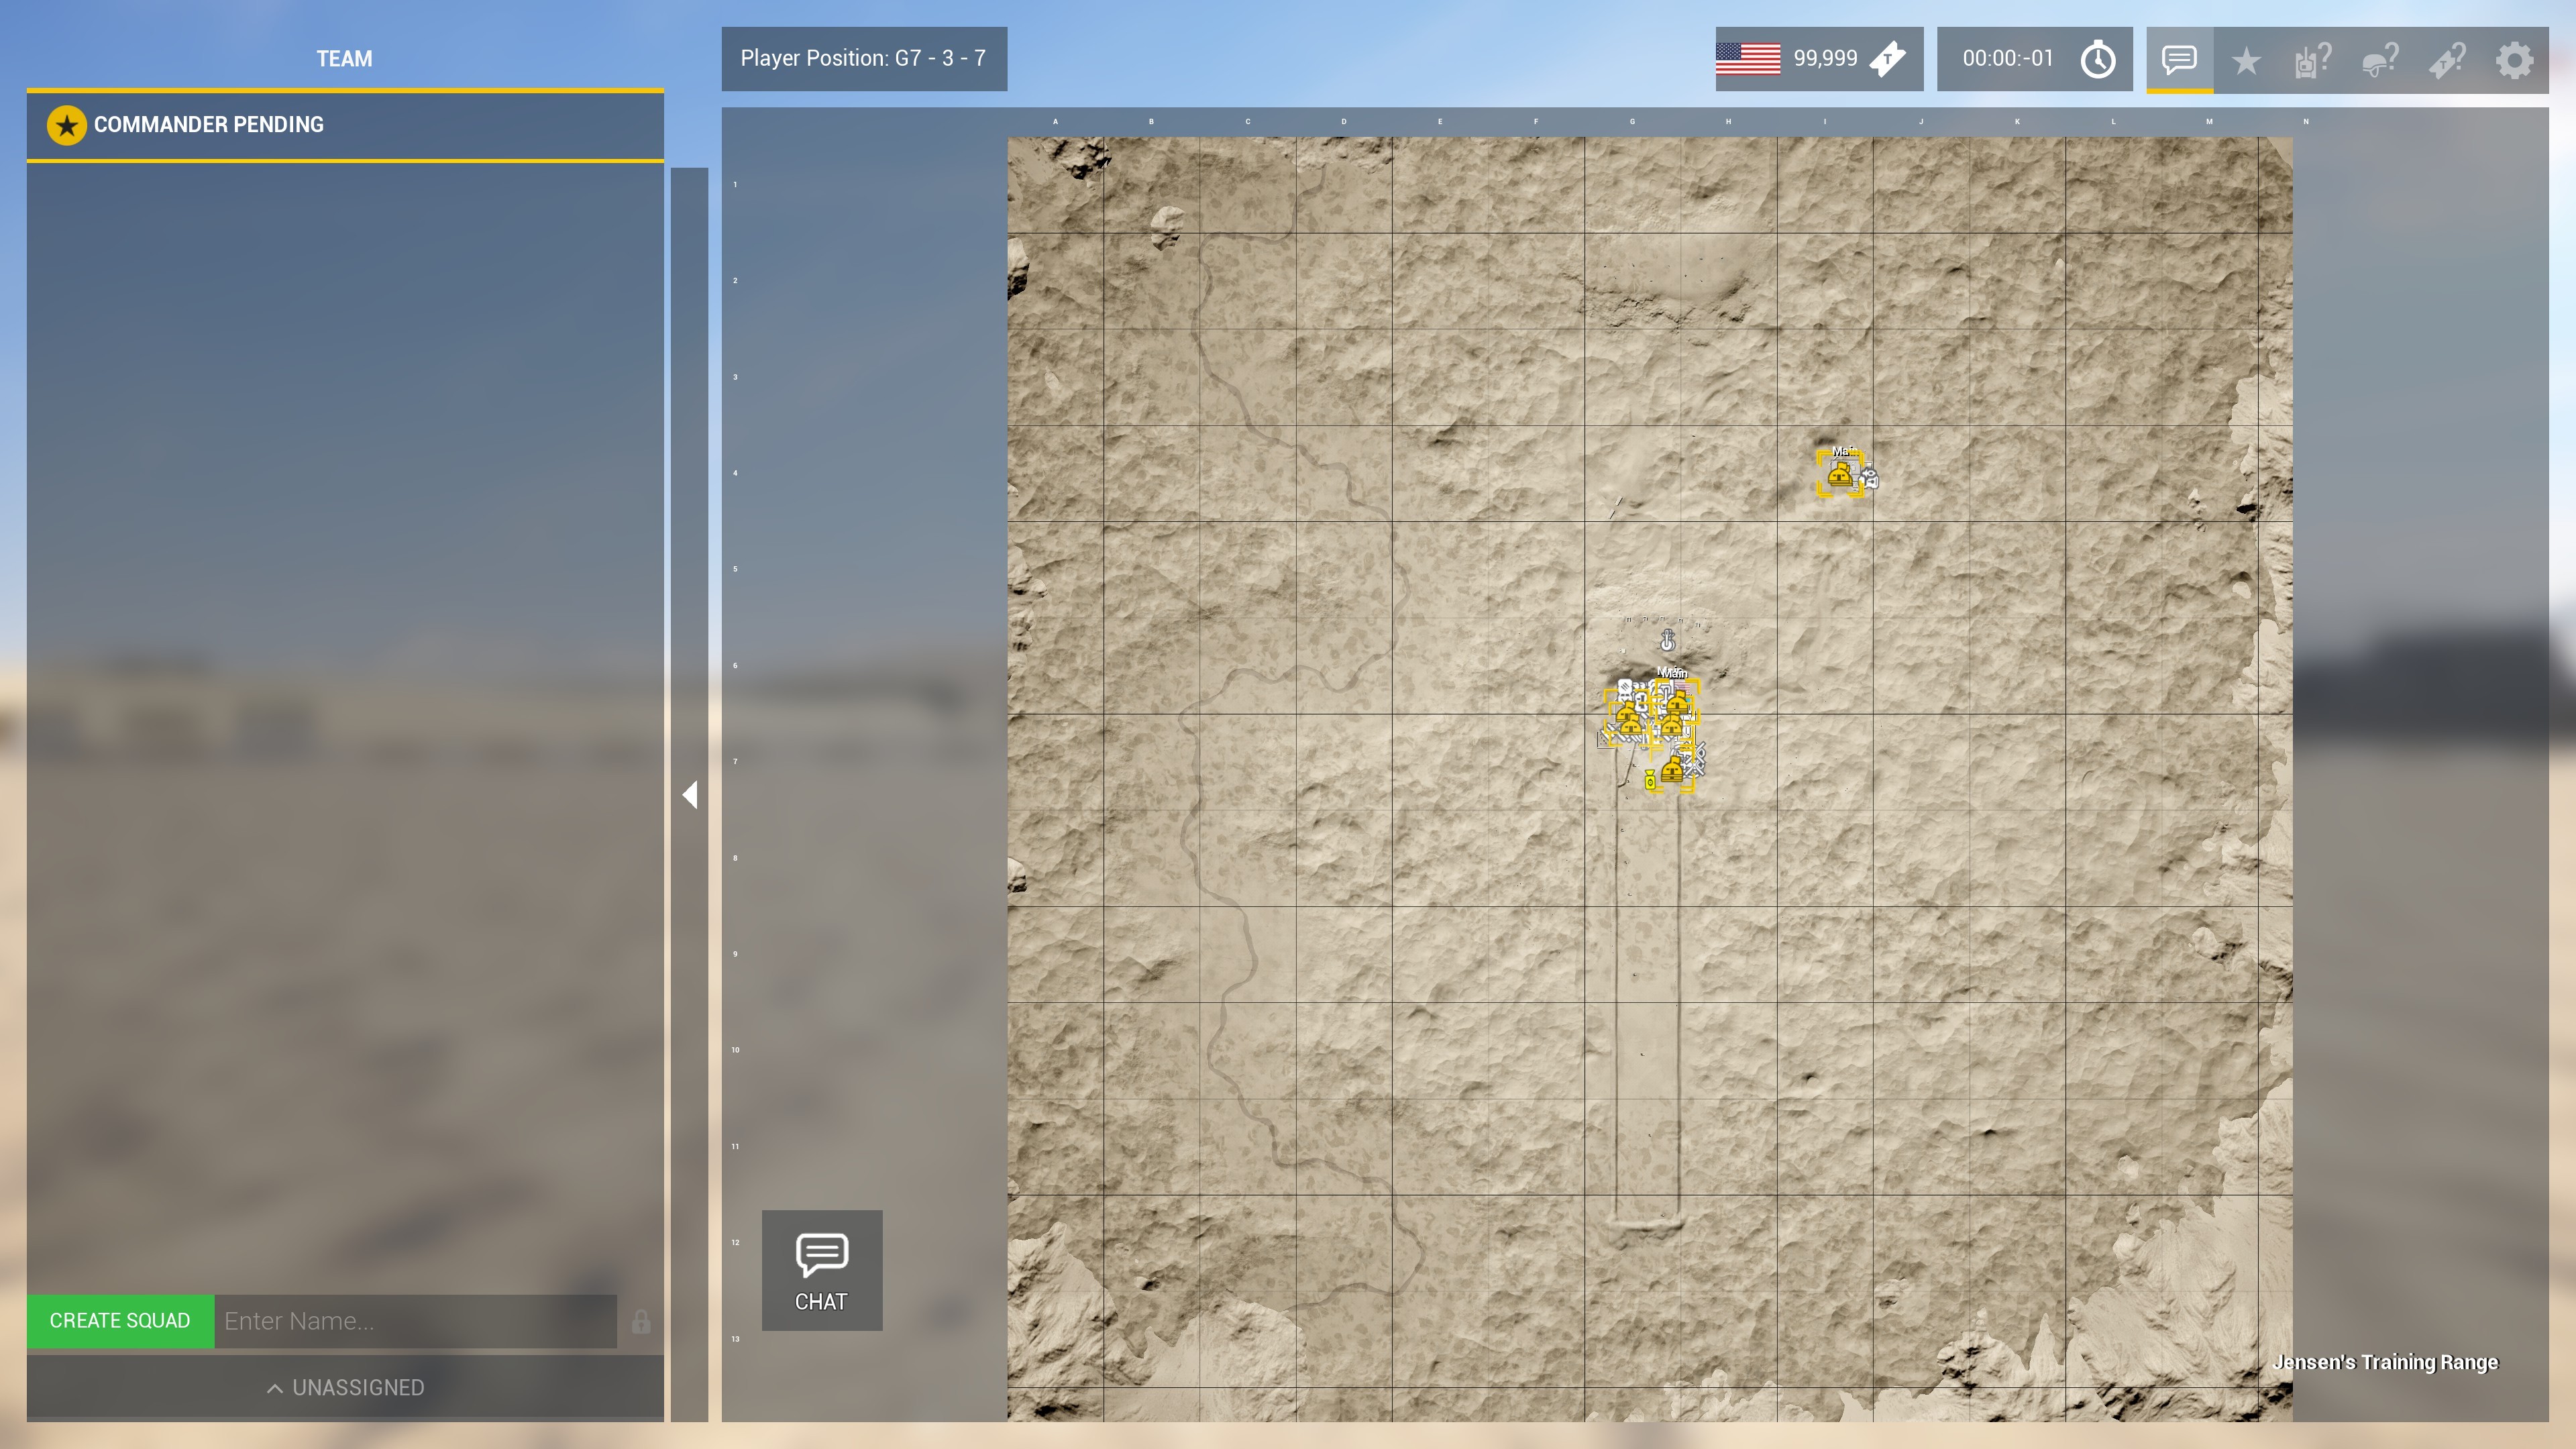 TEAM
Player Position: G7 - 3 - 7
99,999
00:00:-01
COMMANDER PENDING
A B C D E F G H I J K L M N
1
2
3
4
5
6
7
8
9
10
11
12
13
Main
CHAT
CREATE SQUAD
Enter Name...
UNASSIGNED
Jensen's Training Range